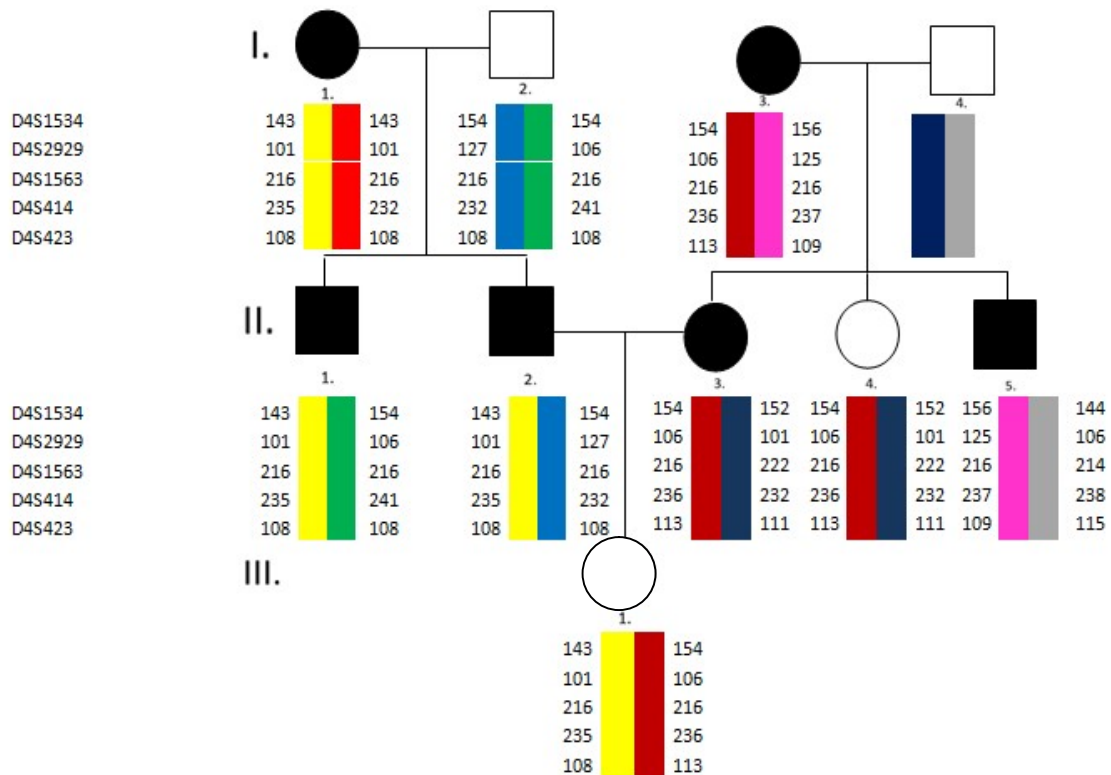 I.
1. 2. 3. 4.
D4S1534 143 143 154 154 154 156
D4S2929 101 101 127 106 106 125
D4S1563 216 216 216 216 216 216
D4S414 235 232 232 241 236 237
D4S423 108 108 108 108 113 109
II.
1. 2. 3. 4. 5.
D4S1534 143 154 143 154 154 152 154 152 156 144
D4S2929 101 106 101 127 106 101 106 101 125 106
D4S1563 216 216 216 216 216 222 216 222 216 214
D4S414 235 241 235 232 236 232 236 232 237 238
D4S423 108 108 108 108 113 111 113 111 109 115
III.
1.
143 154
101 106
216 216
235 236
108 113